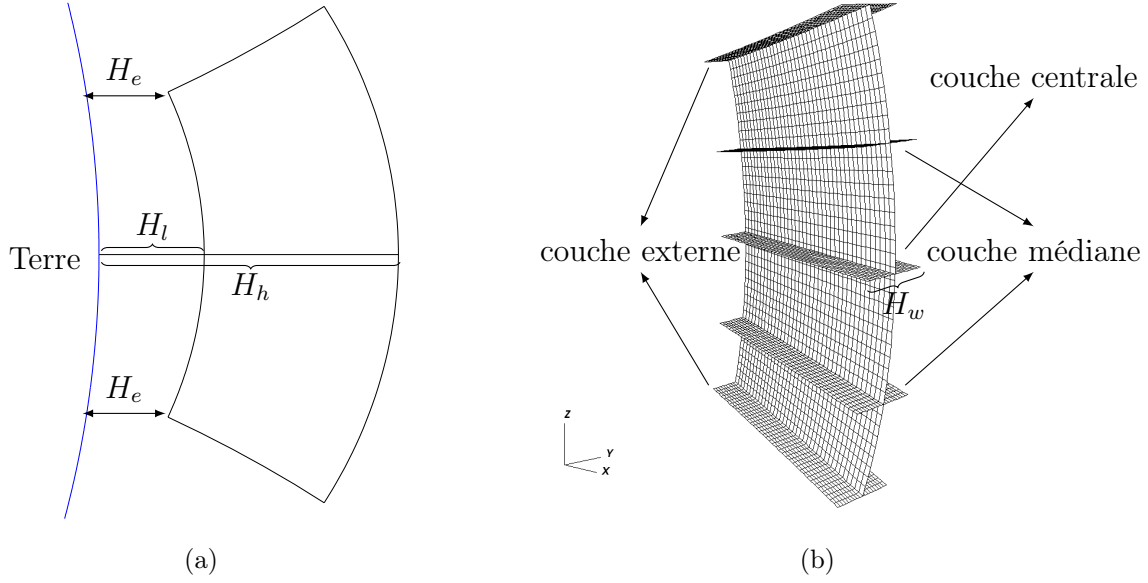 H_e
H_l
Terre
H_h
H_e
(a)
couche centrale
couche externe
couche médiane
H_w
Z
Y
X
(b)